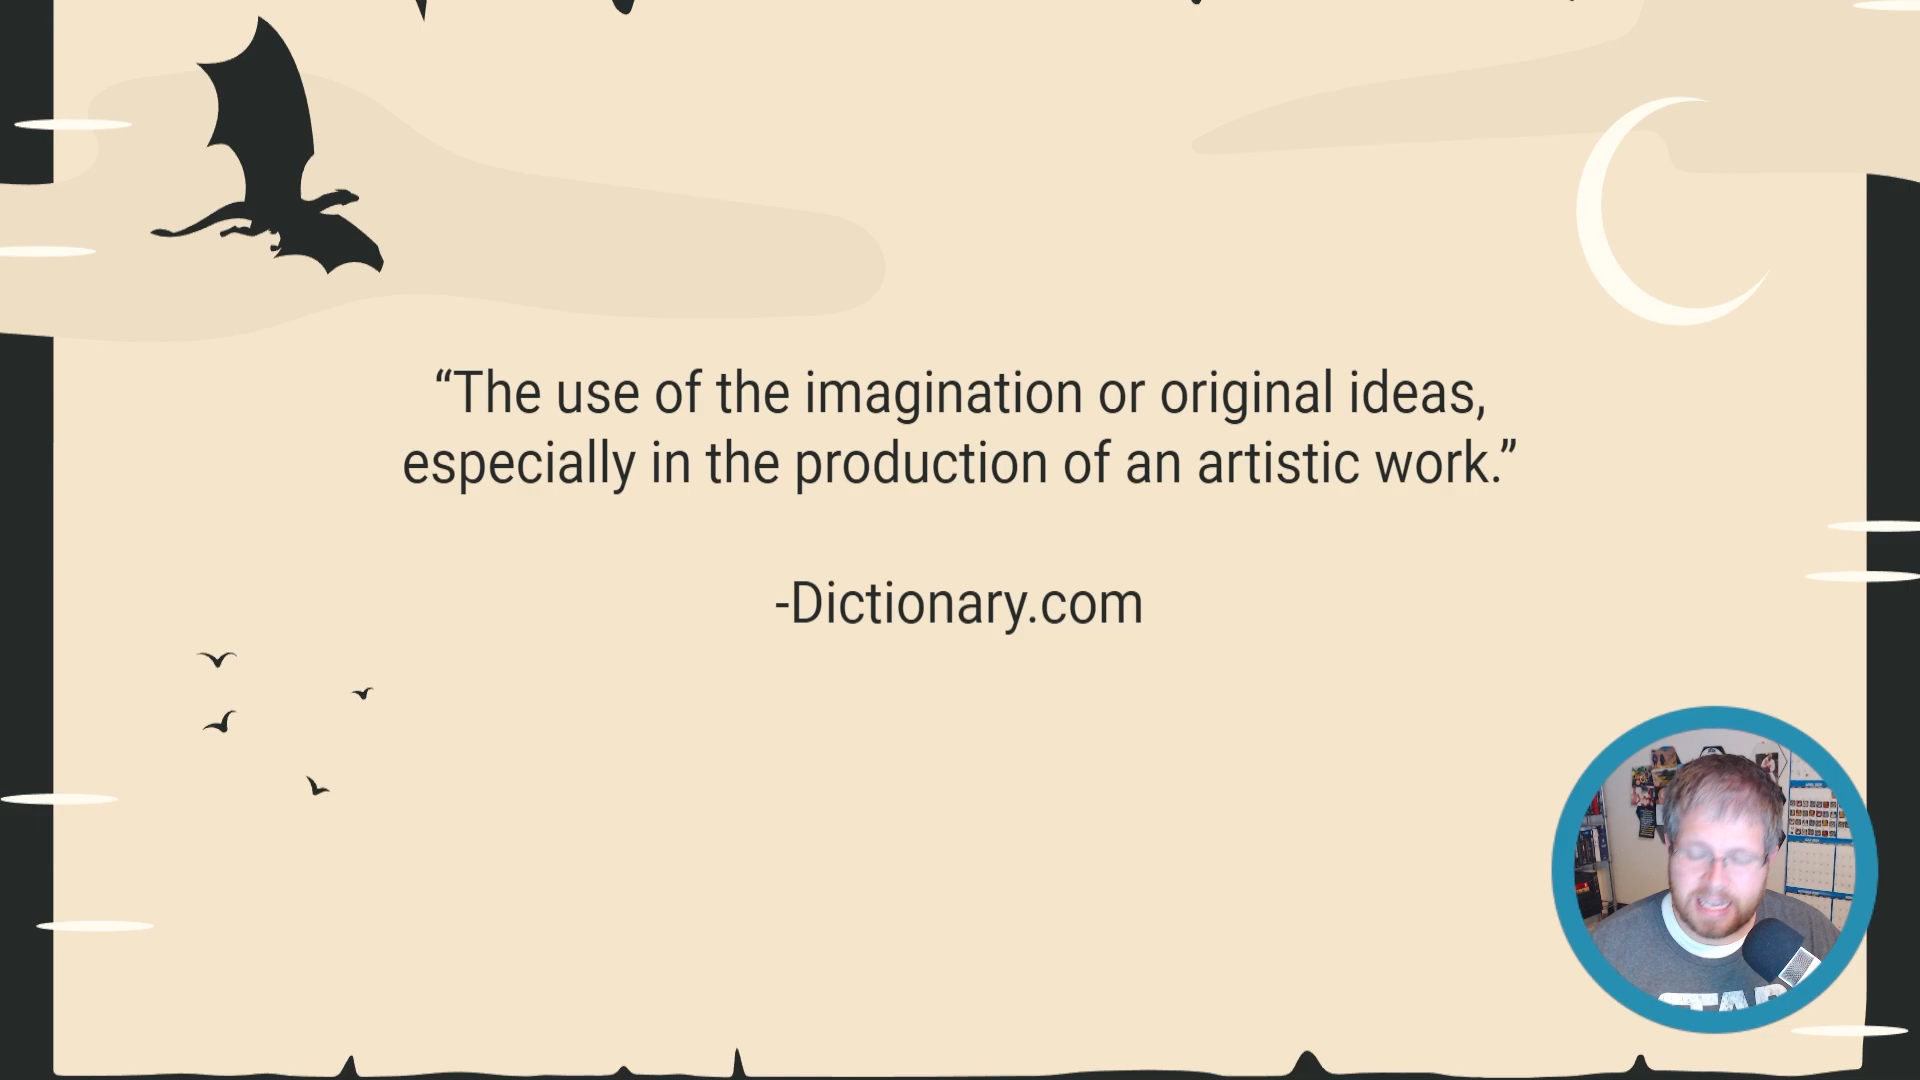 “The use of the imagination or original ideas,
especially in the production of an artistic work.”
-Dictionary.com